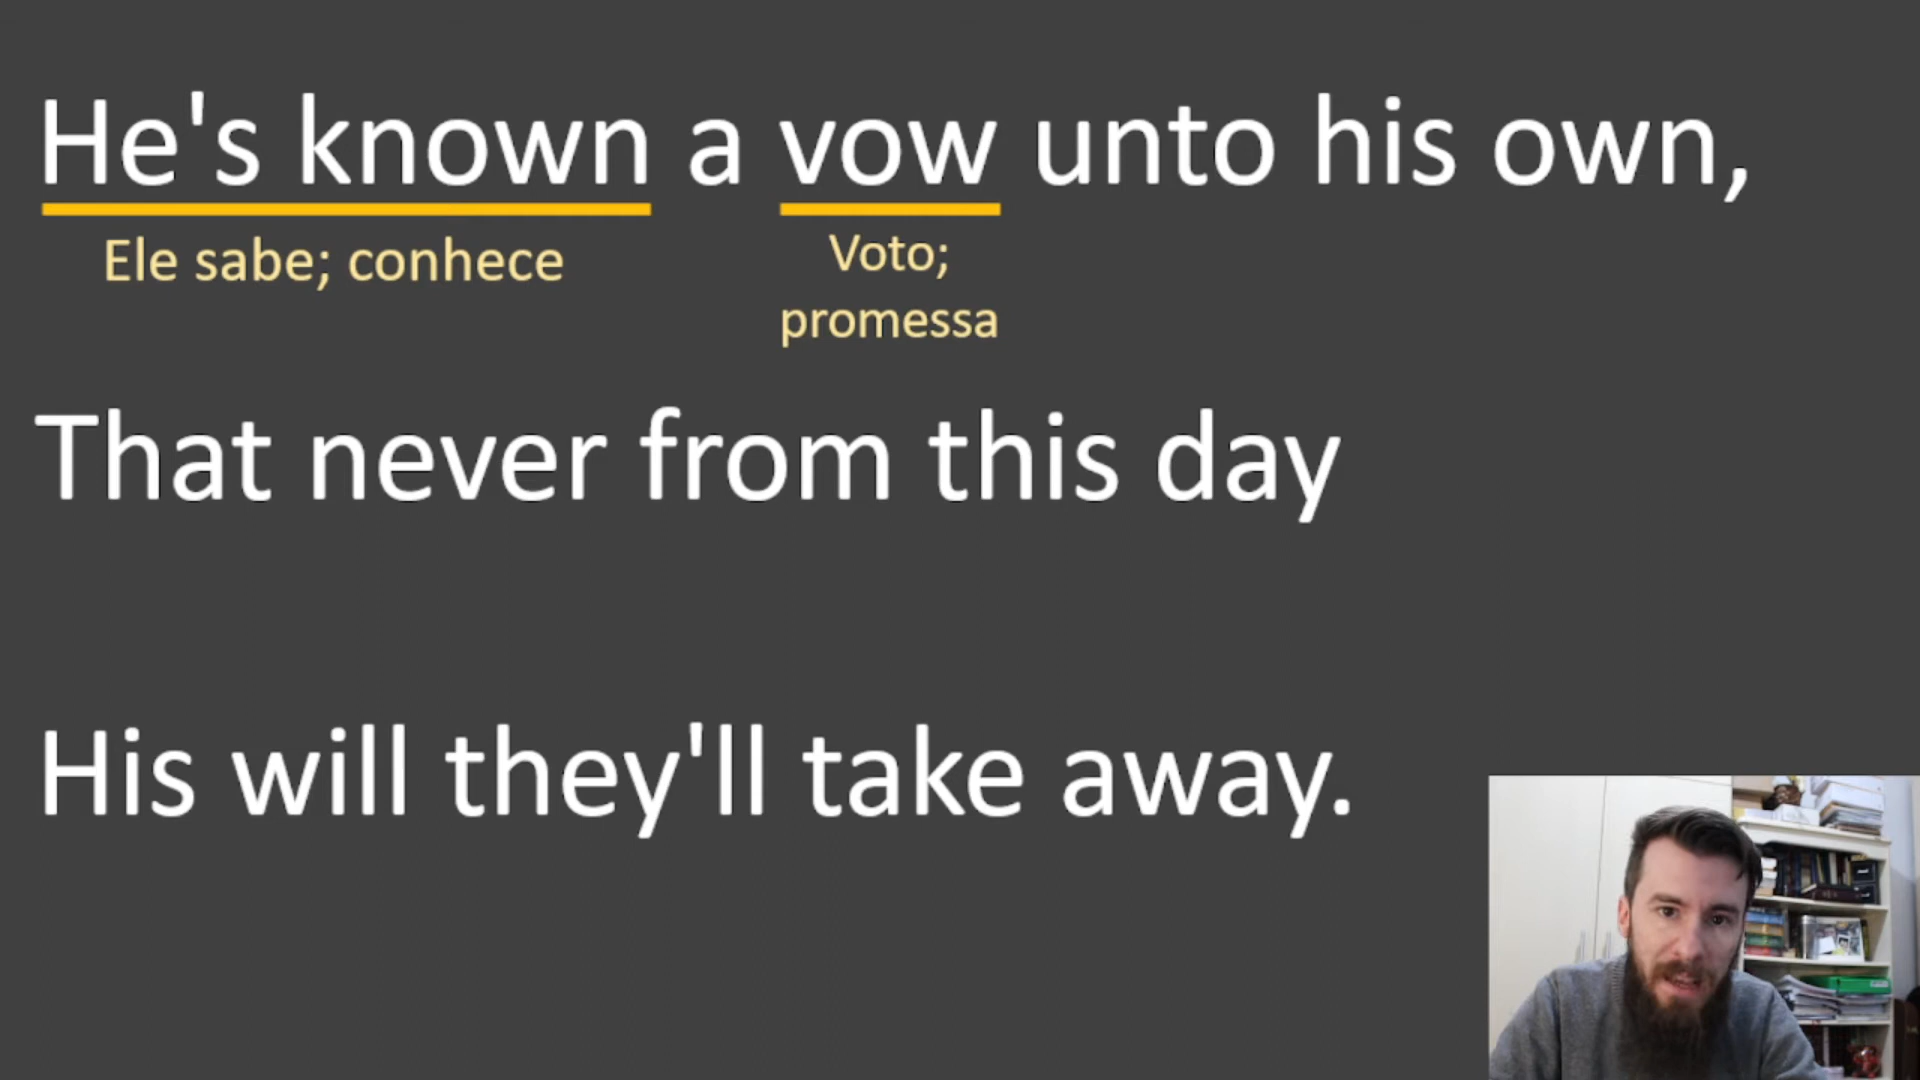 He's known a vow unto his own,
Ele sabe; conhece
Voto;
promessa
That never from this day
His will they'll take away.